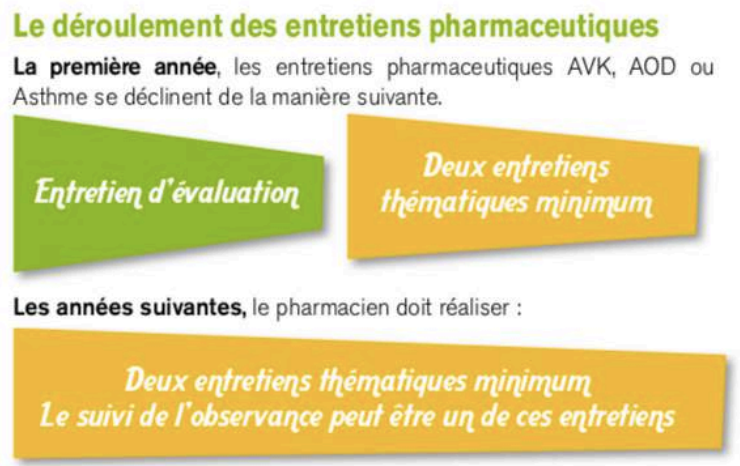 Le déroulement des entretiens pharmaceutiques
La première année, les entretiens pharmaceutiques AVK, AOD ou
Asthme se déclinent de la manière suivante.
Entretien d'évaluation
Deux entretiens
thématiques minimum
Les années suivantes, le pharmacien doit réaliser :
Deux entretiens thématiques minimum
Le suivi de l'observance peut être un de ces entretiens